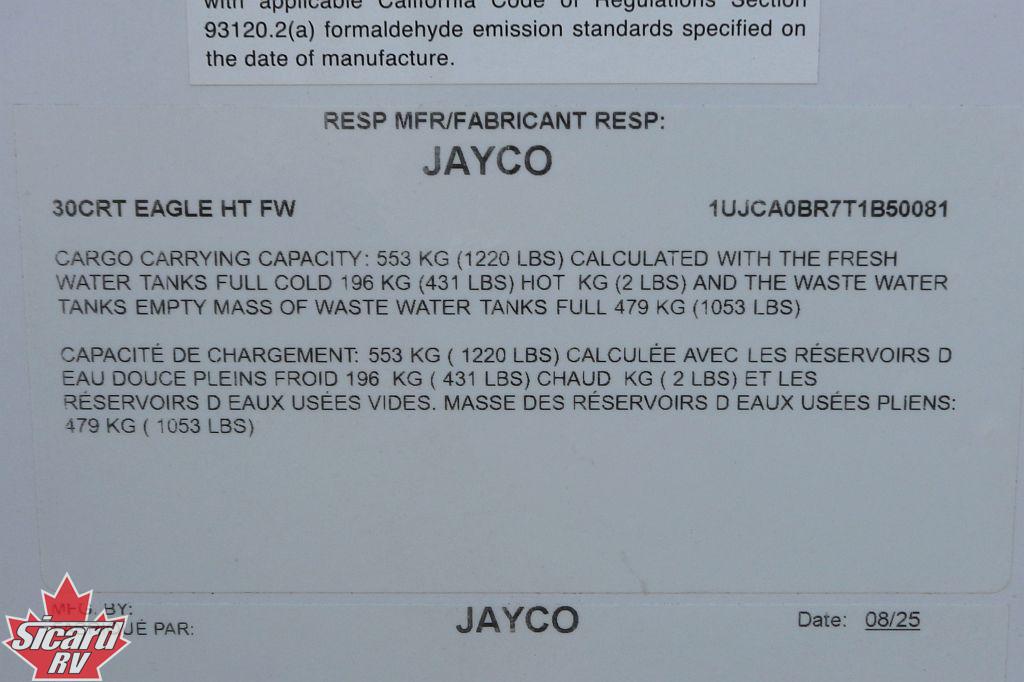 with applicable California Code of Regulations Section
93120.2(a) formaldehyde emission standards specified on
the date of manufacture.
RESP MFR/FABRICANT RESP:
JAYCO
30CRT EAGLE HT FW 1UJCA0BR7T1B50081
CARGO CARRYING CAPACITY: 553 KG (1220 LBS) CALCULATED WITH THE FRESH
WATER TANKS FULL COLD 196 KG (431 LBS) HOT  KG (2 LBS) AND THE WASTE WATER
TANKS EMPTY MASS OF WASTE WATER TANKS FULL 479 KG (1053 LBS)
CAPACITÉ DE CHARGEMENT: 553 KG ( 1220 LBS) CALCULÉE AVEC LES RÉSERVOIRS D
EAU DOUCE PLEINS FROID 196  KG ( 431 LBS) CHAUD  KG ( 2 LBS) ET LES
RÉSERVOIRS D EAUX USÉES VIDES. MASSE DES RÉSERVOIRS D EAUX USÉES PLIENS:
479 KG ( 1053 LBS)
MFG. BY:
UÉ PAR: JAYCO Date: 08/25
Sicard
RV